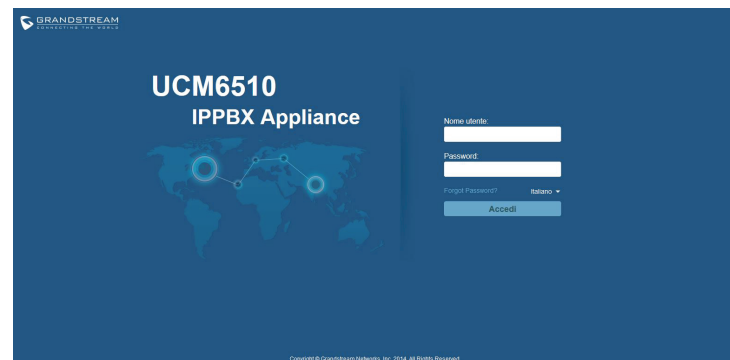 GRANDSTREAM
CONNECTING THE WORLD
UCM6510
IPPBX Appliance
Nome utente:
Password:
Forgot Password?
Italiano
Accedi
Copyright © Grandstream Networks, Inc. 2014. All Rights Reserved.